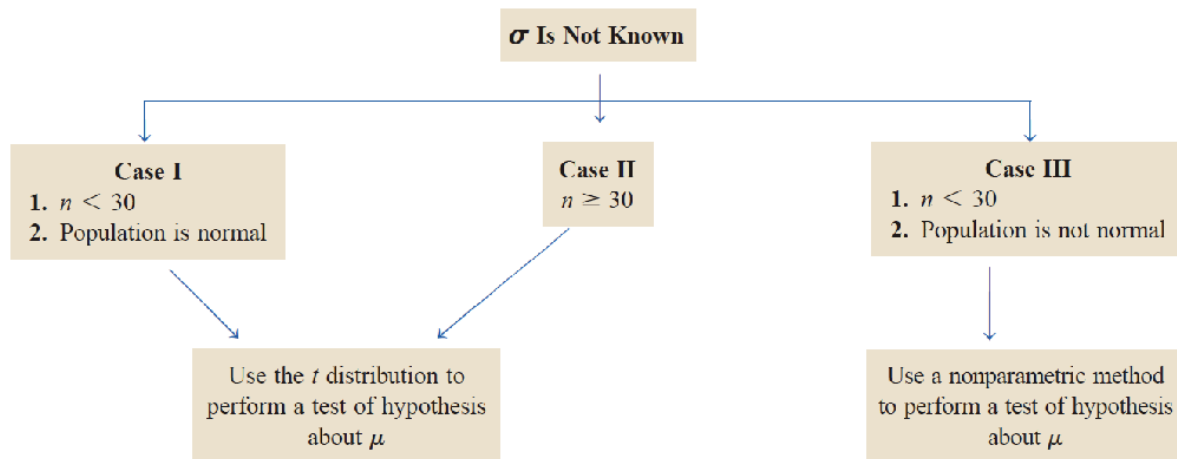 σ Is Not Known
Case I
1. n < 30
2. Population is normal
Case II
n ≥ 30
Case III
1. n < 30
2. Population is not normal
Use the t distribution to
perform a test of hypothesis
about μ
Use a nonparametric method
to perform a test of hypothesis
about μ